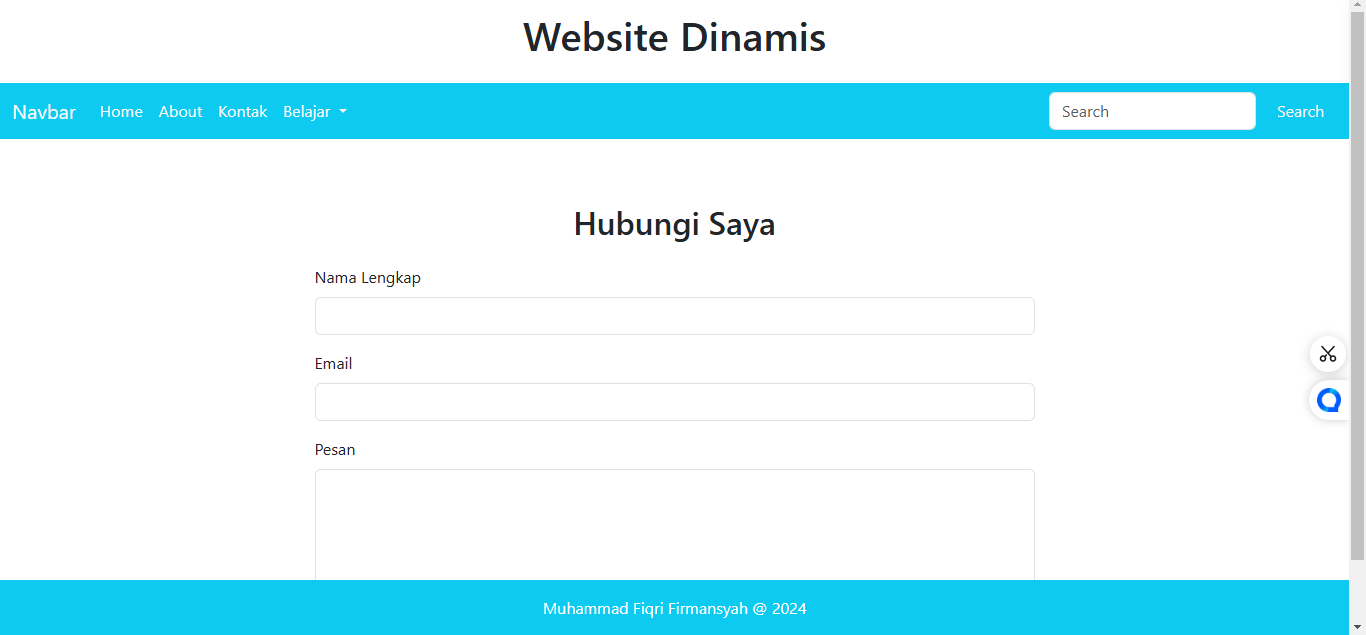 Website Dinamis
Navbar Home About Kontak Belajar Search Search
Hubungi Saya
Nama Lengkap
Email
Pesan
Muhammad Fiqri Firmansyah @ 2024